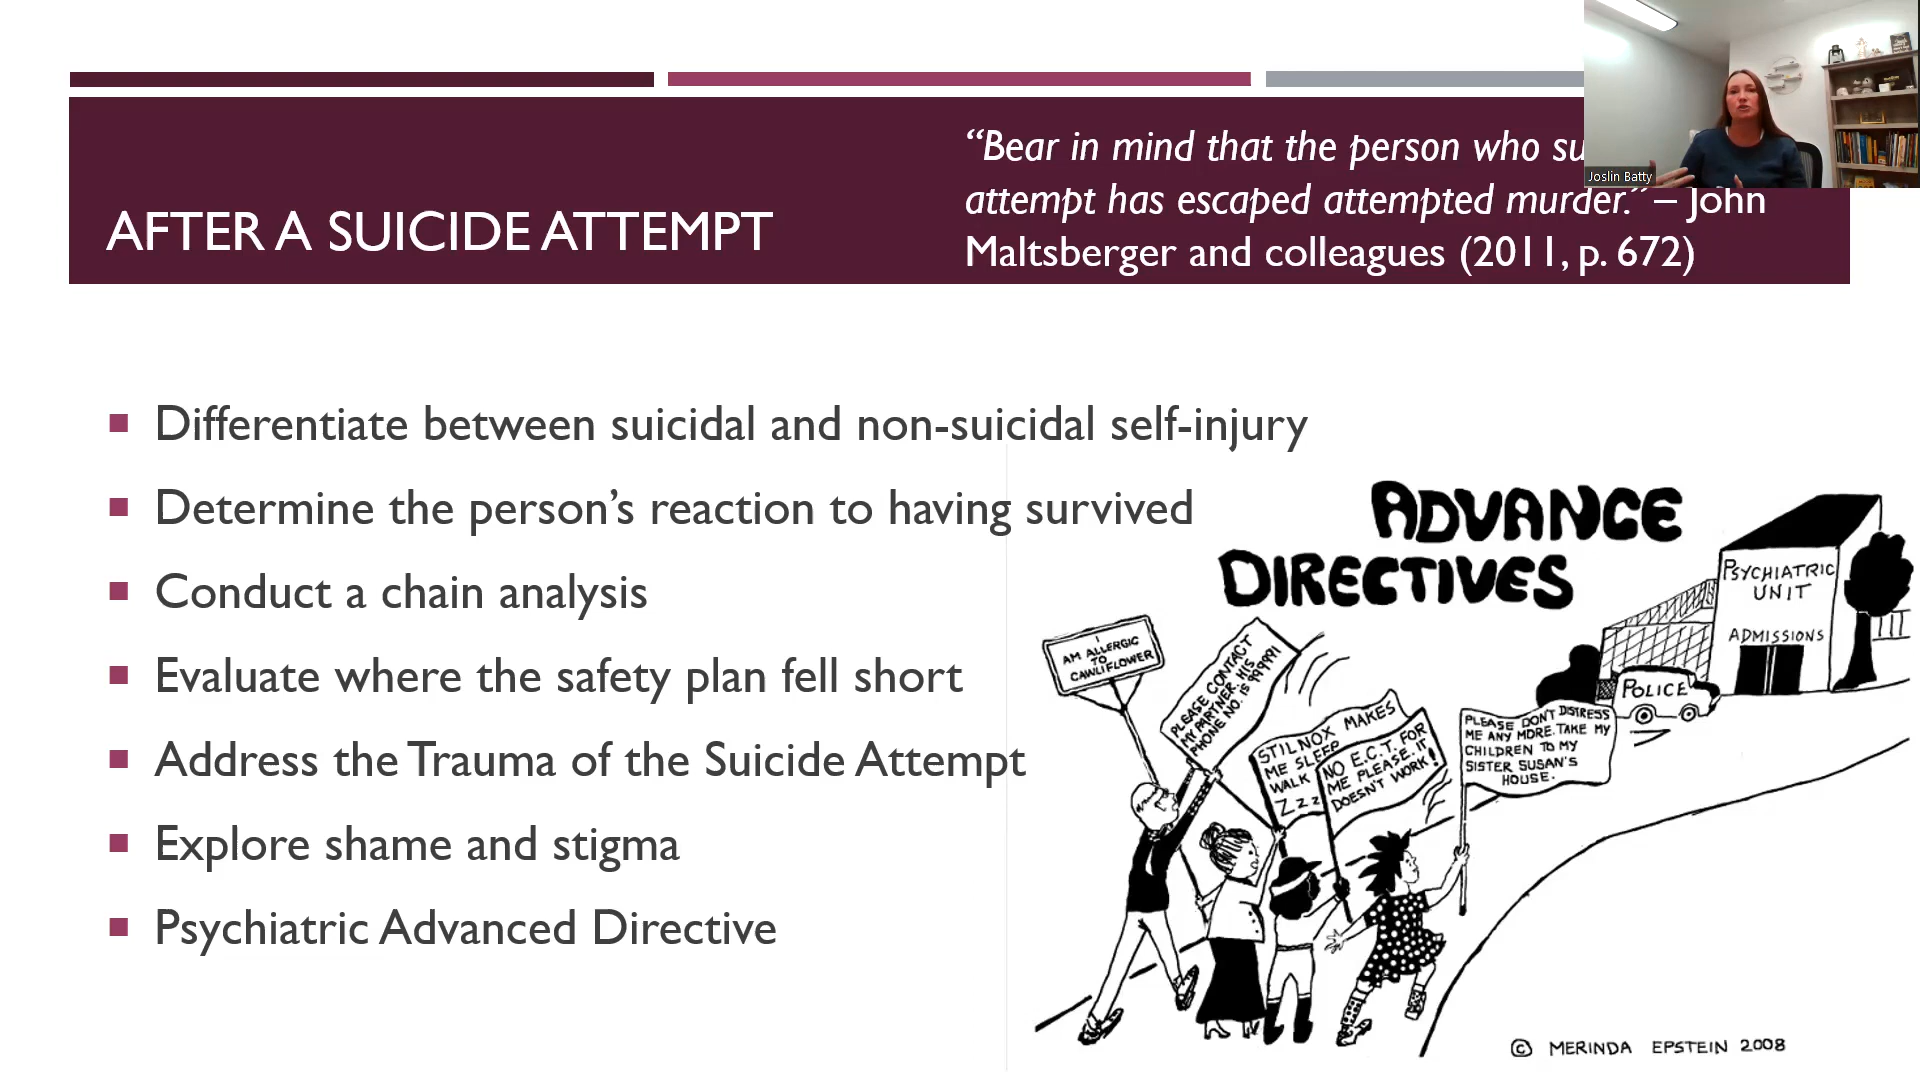 “Bear in mind that the person who su
attempt has escaped attempted murder.” – John
Maltsberger and colleagues (2011, p. 672)
AFTER A SUICIDE ATTEMPT
Joslin Batty
Differentiate between suicidal and non-suicidal self-injury
Determine the person’s reaction to having survived
Conduct a chain analysis
Evaluate where the safety plan fell short
Address the Trauma of the Suicide Attempt
Explore shame and stigma
Psychiatric Advanced Directive
ADVANCE
DIRECTIVES
PSYCHIATRIC
UNIT
ADMISSIONS
POLICE
I
AM ALLERGIC
TO
CAWLIFLOWER
PLEASE CONTACT
MY PARTNER. HIS
PHONE NO. IS 999991
STILNOX MAKES
ME SLEEP
WALK
Zzz
NO E.C.T. FOR
ME PLEASE. IT
DOESN'T WORK!
PLEASE DON'T DISTRESS
ME ANY MORE. TAKE MY
CHILDREN TO MY
SISTER SUSAN'S
HOUSE.
© MERINDA EPSTEIN 2008